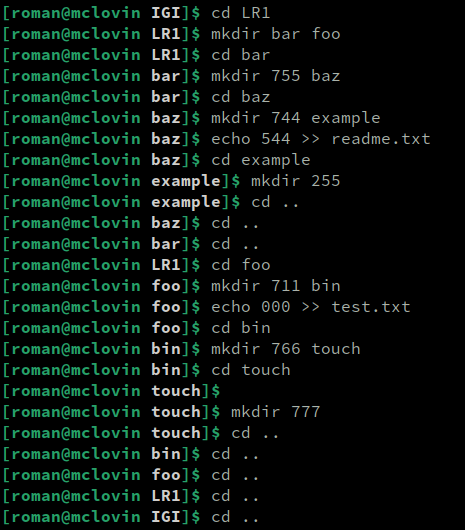 [roman@mclovin IGI]$ cd LR1
[roman@mclovin LR1]$ mkdir bar foo
[roman@mclovin LR1]$ cd bar
[roman@mclovin bar]$ mkdir 755 baz
[roman@mclovin bar]$ cd baz
[roman@mclovin baz]$ mkdir 744 example
[roman@mclovin baz]$ echo 544 >> readme.txt
[roman@mclovin baz]$ cd example
[roman@mclovin example]$ mkdir 255
[roman@mclovin example]$ cd ..
[roman@mclovin baz]$ cd ..
[roman@mclovin bar]$ cd ..
[roman@mclovin LR1]$ cd foo
[roman@mclovin foo]$ mkdir 711 bin
[roman@mclovin foo]$ echo 000 >> test.txt
[roman@mclovin foo]$ cd bin
[roman@mclovin bin]$ mkdir 766 touch
[roman@mclovin bin]$ cd touch
[roman@mclovin touch]$
[roman@mclovin touch]$ mkdir 777
[roman@mclovin touch]$ cd ..
[roman@mclovin bin]$ cd ..
[roman@mclovin foo]$ cd ..
[roman@mclovin LR1]$ cd ..
[roman@mclovin IGI]$ cd ..